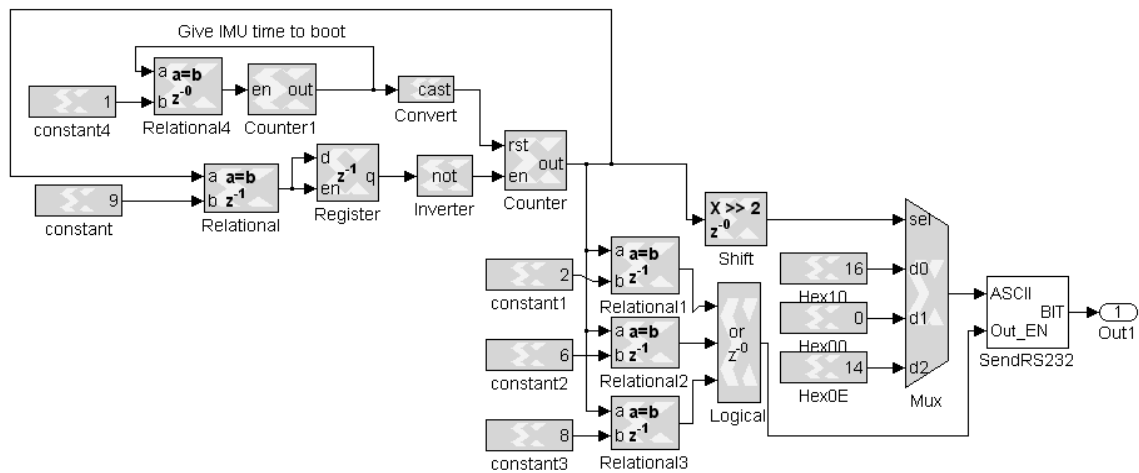 Give IMU time to boot
a
a=b
b
z-0
1
constant4
Relational4
en out
Counter1
cast
Convert
rst
out
en
Counter
a
a=b
b
z-1
9
constant
Relational
d
z-1
q
en
Register
not
Inverter
X >> 2
z-0
Shift
sel
d0
d1
d2
Mux
2
constant1
a
a=b
b
z-1
Relational1
6
constant2
a
a=b
b
z-1
Relational2
8
constant3
a
a=b
b
z-1
Relational3
or
z-0
Logical
16
Hex10
0
Hex00
14
Hex0E
ASCII
BIT
Out_EN
SendRS232
1
Out1